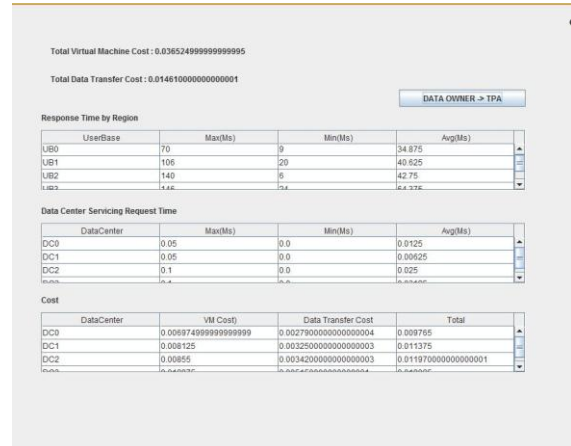 Total Virtual Machine Cost : 0.036524999999999995
Total Data Transfer Cost : 0.014610000000000001
DATA OWNER -> TPA
Response Time by Region
UserBase Max(Ms) Min(Ms) Avg(Ms)
UB0 70 9 34.875
UB1 106 20 40.625
UB2 140 6 42.75
Data Center Servicing Request Time
DataCenter Max(Ms) Min(Ms) Avg(Ms)
DC0 0.05 0.0 0.0125
DC1 0.05 0.0 0.00625
DC2 0.1 0.0 0.025
Cost
DataCenter VM Cost) Data Transfer Cost Total
DC0 0.006974999999999999 0.0027900000000000004 0.009765
DC1 0.008125 0.0032500000000000003 0.011375
DC2 0.00855 0.0034200000000000003 0.011970000000000001